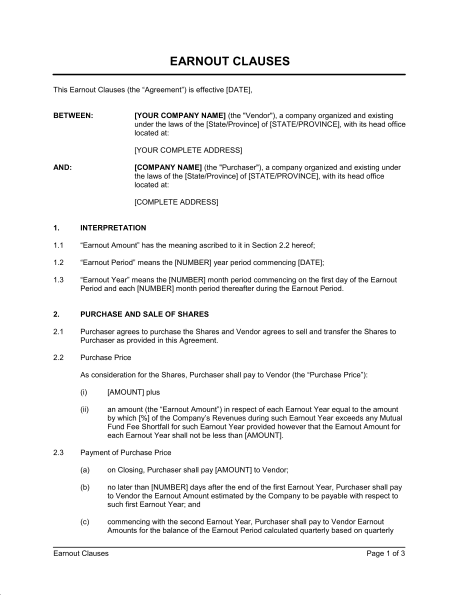 EARNOUT CLAUSES
This Earnout Clauses (the “Agreement”) is effective [DATE],
BETWEEN: [YOUR COMPANY NAME] (the "Vendor"), a company organized and existing
under the laws of the [State/Province] of [STATE/PROVINCE], with its head office
located at:
[YOUR COMPLETE ADDRESS]
AND: [COMPANY NAME] (the "Purchaser"), a company organized and existing under
the laws of the [State/Province] of [STATE/PROVINCE], with its head office
located at:
[COMPLETE ADDRESS]
1. INTERPRETATION
1.1 “Earnout Amount” has the meaning ascribed to it in Section 2.2 hereof;
1.2 “Earnout Period” means the [NUMBER] year period commencing [DATE];
1.3 “Earnout Year” means the [NUMBER] month period commencing on the first day of the Earnout
Period and each [NUMBER] month period thereafter during the Earnout Period.
2. PURCHASE AND SALE OF SHARES
2.1 Purchaser agrees to purchase the Shares and Vendor agrees to sell and transfer the Shares to
Purchaser as provided in this Agreement.
2.2 Purchase Price
As consideration for the Shares, Purchaser shall pay to Vendor (the “Purchase Price”):
(i) [AMOUNT] plus
(ii) an amount (the “Earnout Amount”) in respect of each Earnout Year equal to the amount
by which [%] of the Company's Revenues during such Earnout Year exceeds any Mutual
Fund Fee Shortfall for such Earnout Year provided however that the Earnout Amount for
each Earnout Year shall not be less than [AMOUNT].
2.3 Payment of Purchase Price
(a) on Closing, Purchaser shall pay [AMOUNT] to Vendor;
(b) no later than [NUMBER] days after the end of the first Earnout Year, Purchaser shall pay
to Vendor the Earnout Amount estimated by the Company to be payable with respect to
such first Earnout Year; and
(c) commencing with the second Earnout Year, Purchaser shall pay to Vendor Earnout
Amounts for the balance of the Earnout Period calculated quarterly based on quarterly
Earnout Clauses Page 1 of 3